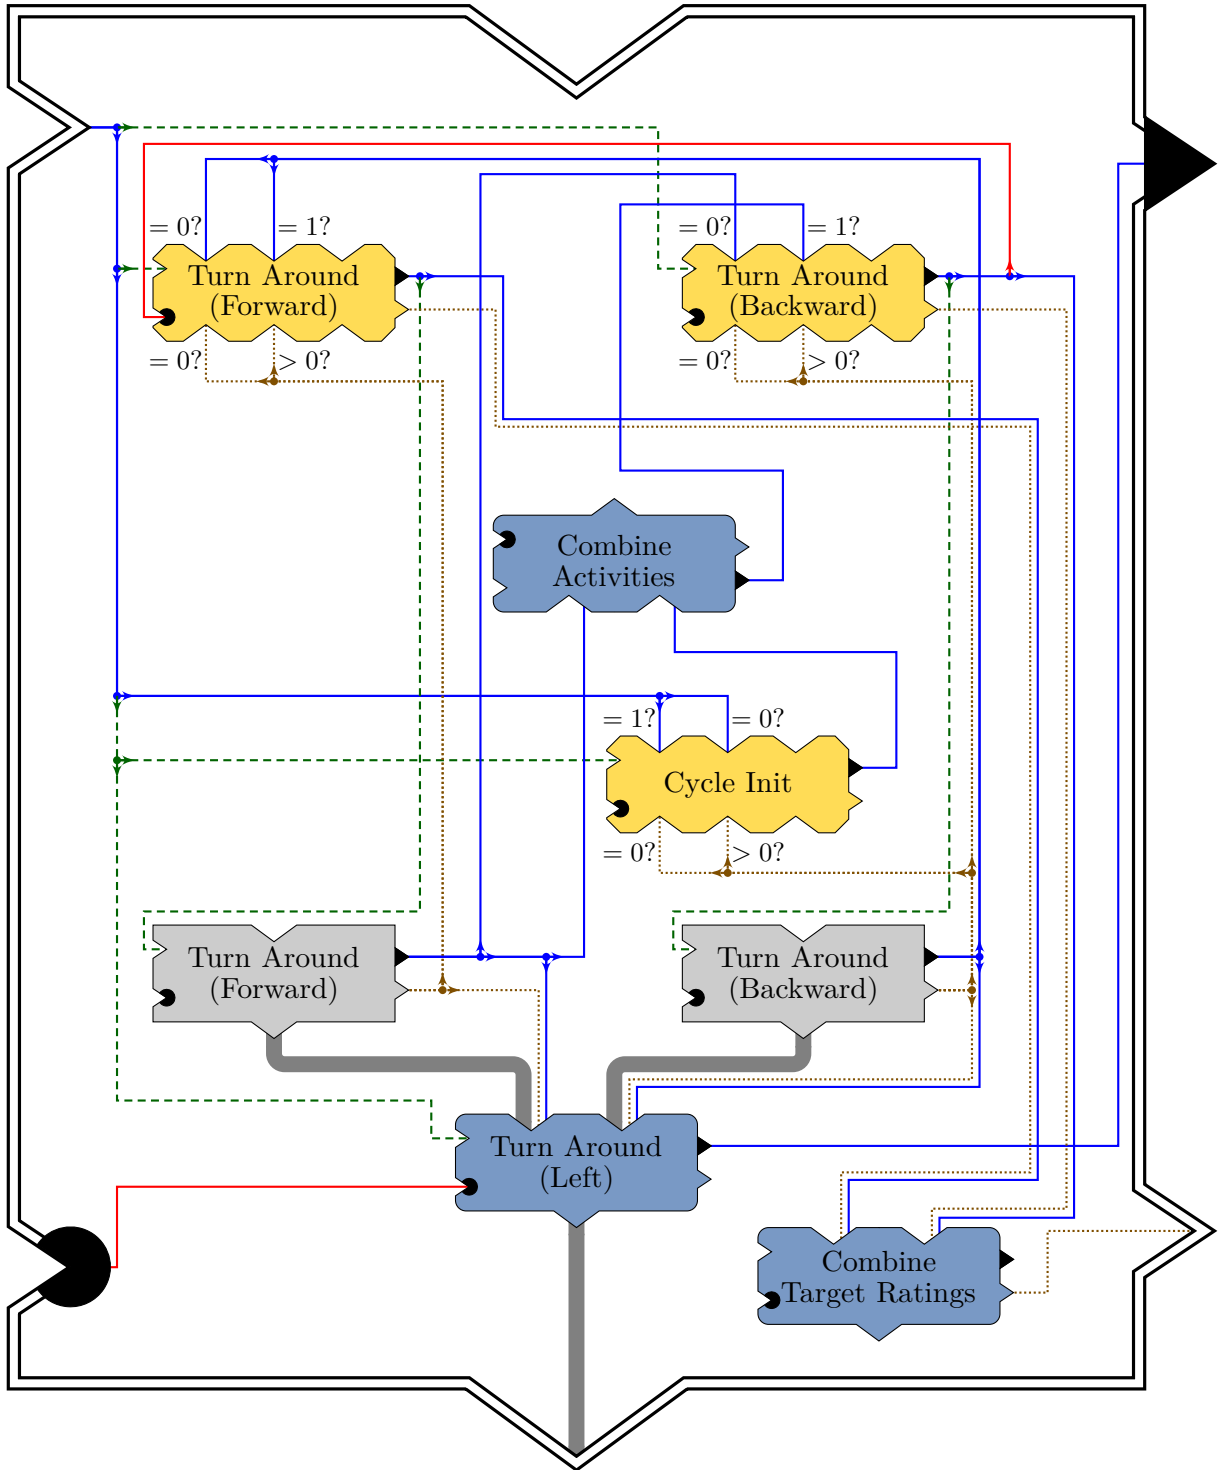 = 0?
= 1?
= 0?
= 1?
Turn Around
(Forward)
Turn Around
(Backward)
= 0?
> 0?
= 0?
> 0?
Combine
Activities
= 1?
= 0?
Cycle Init
= 0?
> 0?
Turn Around
(Forward)
Turn Around
(Backward)
Turn Around
(Left)
Combine
Target Ratings